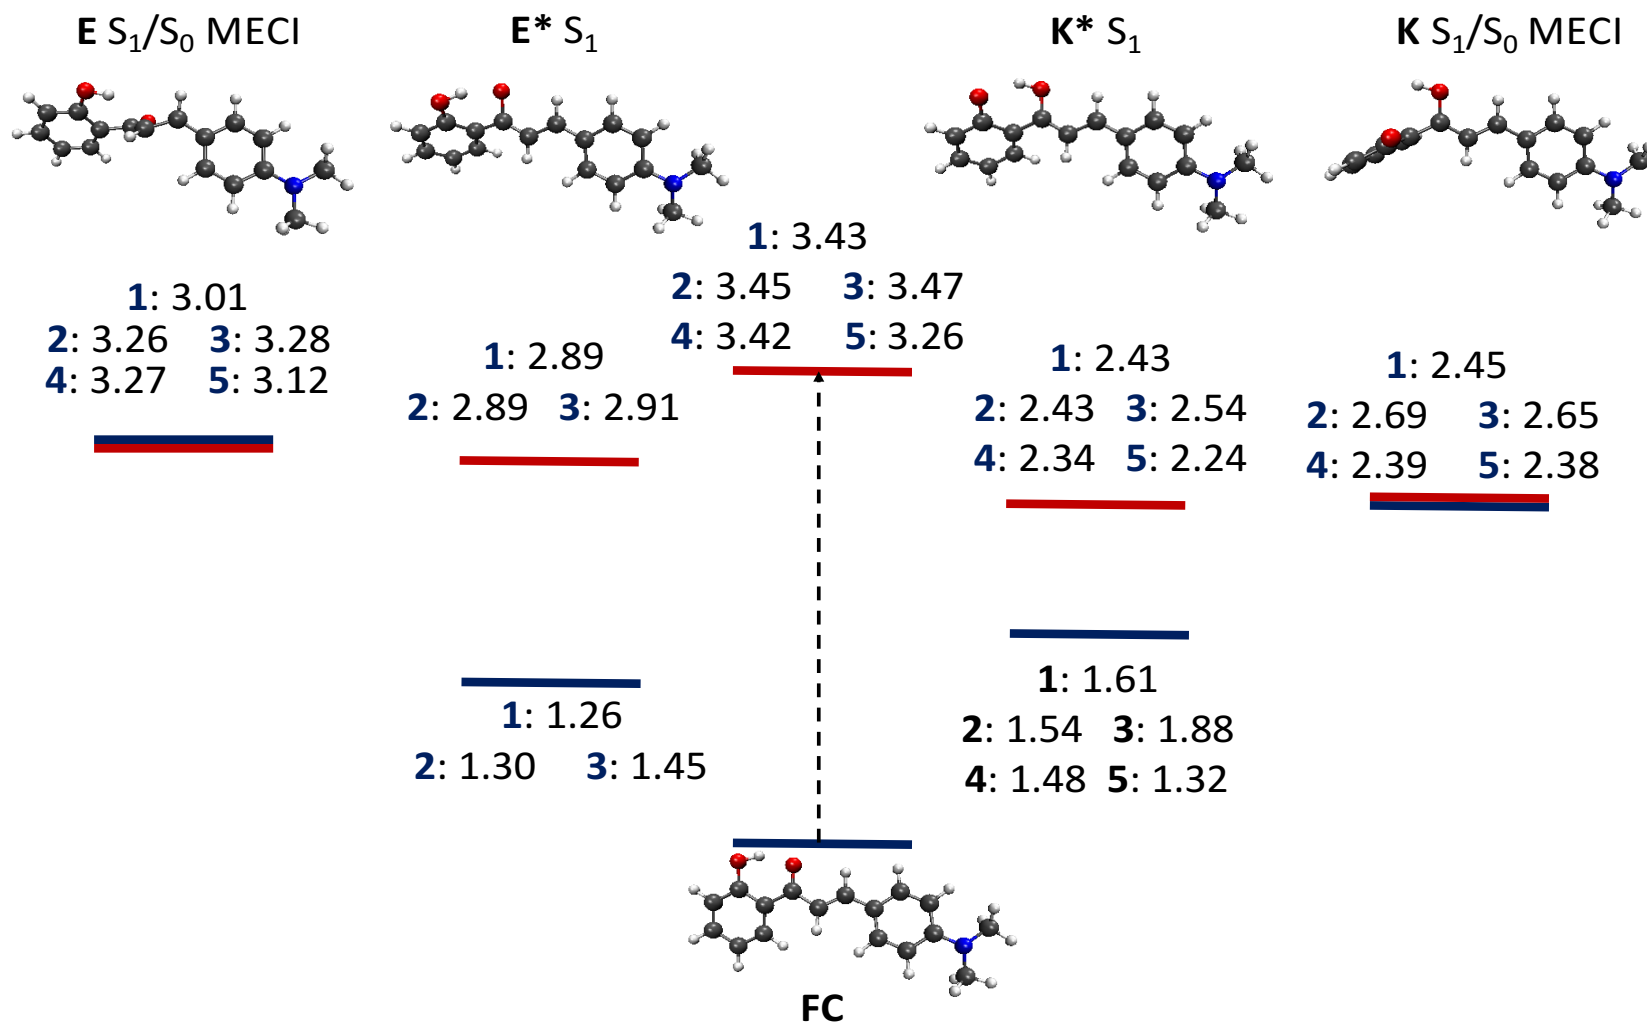 E S₁/S₀ MECI
E* S₁
K* S₁
K S₁/S₀ MECI
1: 3.01
2: 3.26 3: 3.28
4: 3.27 5: 3.12
1: 2.89
2: 2.89 3: 2.91
1: 3.43
2: 3.45 3: 3.47
4: 3.42 5: 3.26
1: 2.43
2: 2.43 3: 2.54
4: 2.34 5: 2.24
1: 2.45
2: 2.69 3: 2.65
4: 2.39 5: 2.38
1: 1.26
2: 1.30 3: 1.45
1: 1.61
2: 1.54 3: 1.88
4: 1.48 5: 1.32
FC